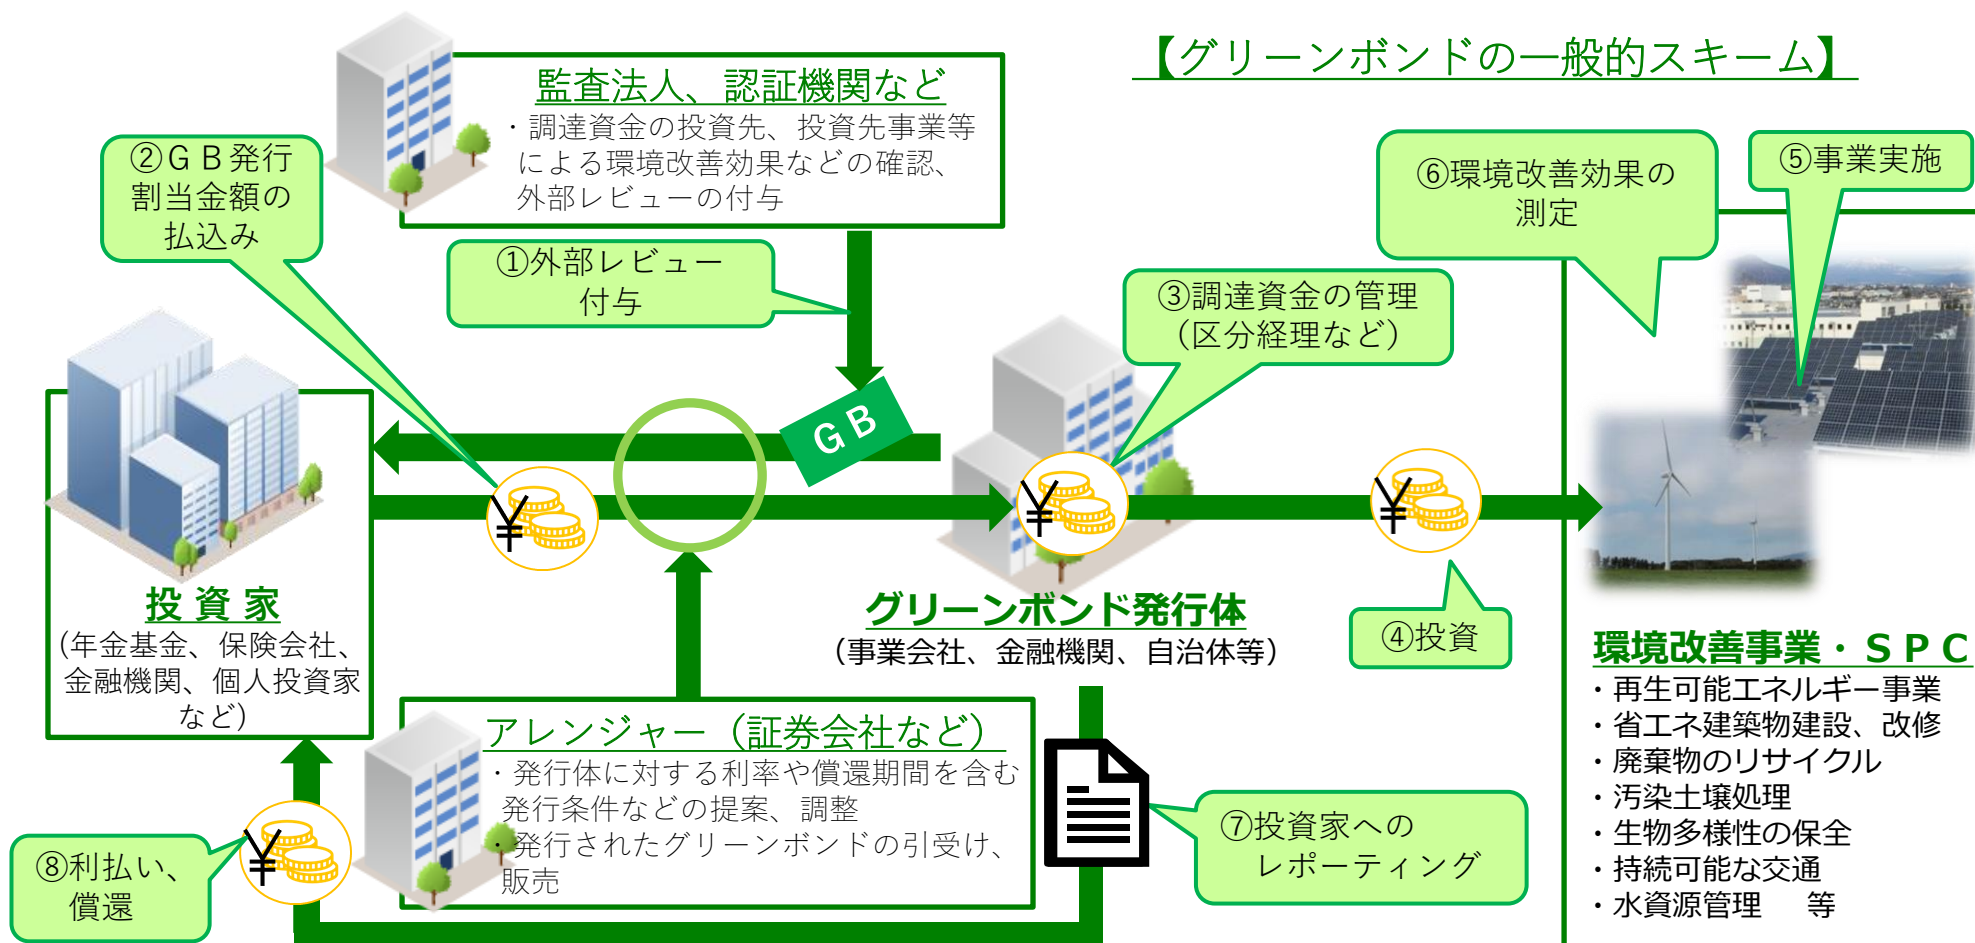 【グリーンボンドの一般的スキーム】
監査法人、認証機関など
・調達資金の投資先、投資先事業等
による環境改善効果などの確認、
外部レビューの付与
②ＧＢ発行
割当金額の
払込み
①外部レビュー
付与
③調達資金の管理
（区分経理など）
⑥環境改善効果の
測定
⑤事業実施
ＧＢ
¥
¥
¥
投資家
（年金基金、保険会社、
金融機関、個人投資家
など）
グリーンボンド発行体
（事業会社、金融機関、自治体等）
④投資
環境改善事業・ＳＰＣ
・再生可能エネルギー事業
・省エネ建築物建設、改修
・廃棄物のリサイクル
・汚染土壌処理
・生物多様性の保全
・持続可能な交通
・水資源管理　等
アレンジャー（証券会社など）
・発行体に対する利率や償還期間を含む
発行条件などの提案、調整
・発行されたグリーンボンドの引受け、
販売
⑦投資家への
レポーティング
¥
⑧利払い、
償還